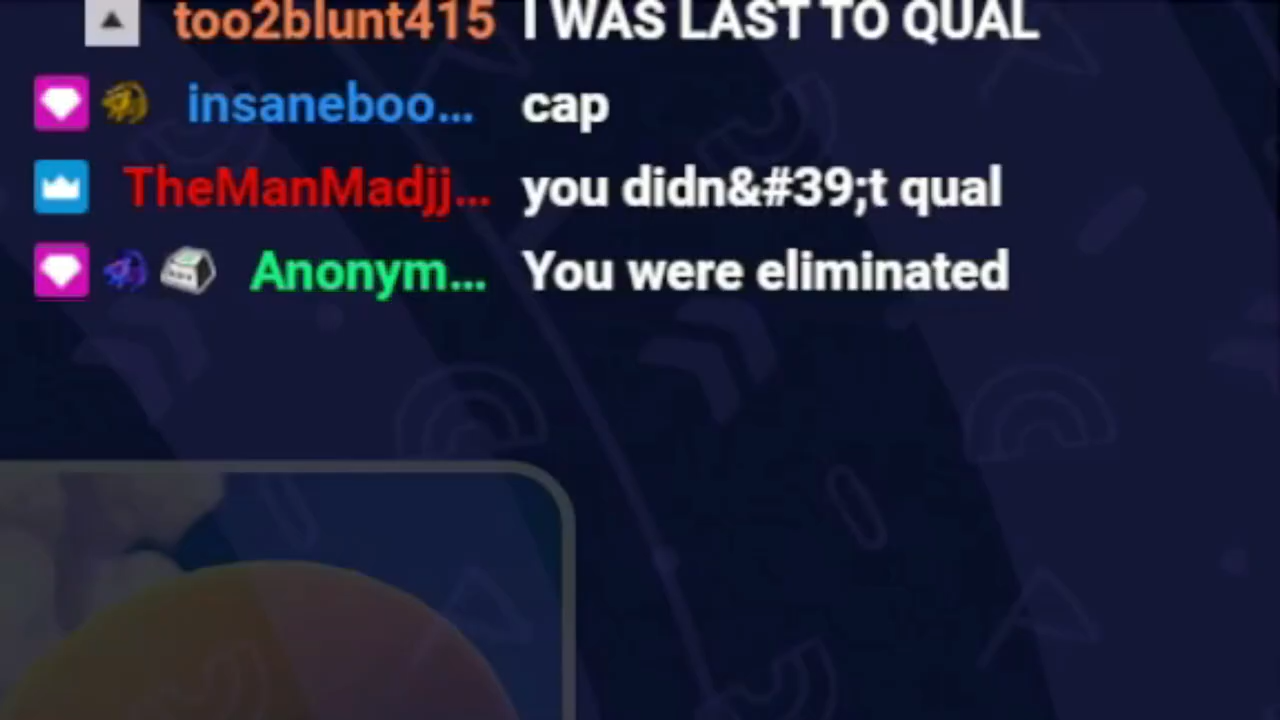 too2blunt415 I WAS LAST TO QUAL
insaneboo... cap
TheManMadjj... you didn&#39;t qual
Anonym... You were eliminated